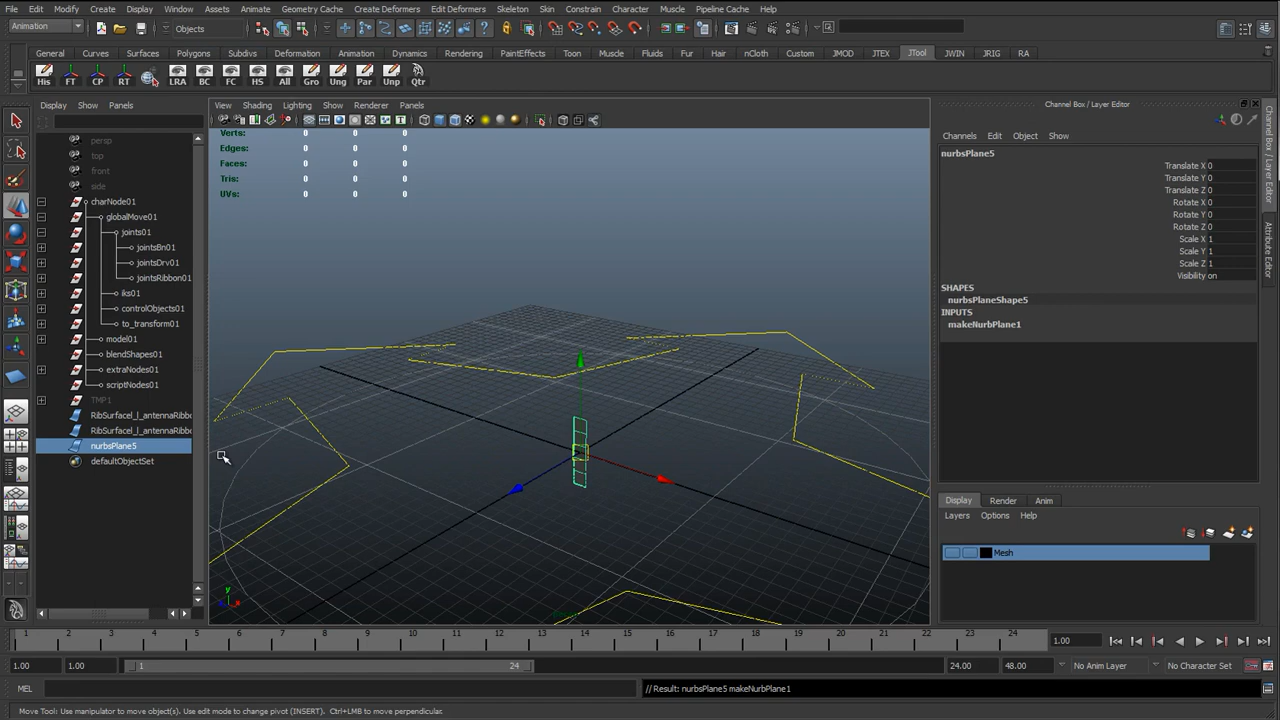 File Edit Modify Create Display Window Assets Animate Geometry Cache Create Deformers Edit Deformers Skeleton Skin Constrain Character Muscle Pipeline Cache Help
Animation Objects
General Curves Surfaces Polygons Subdivs Deformation Animation Dynamics Rendering PaintEffects Toon Muscle Fluids Fur Hair nCloth Custom JMOD JTEX JTool JWIN JRIG RA
His FT CP RT LRA BC FC HS All Gro Ung Par Unp Qtr
Display Show Panels
View Shading Lighting Show Renderer Panels
Channel Box / Layer Editor
Verts: 0 0 0
Edges: 0 0 0
Faces: 0 0 0
Tris: 0 0 0
UVs: 0 0 0
persp
top
front
side
charNode01
globalMove01
joints01
jointsBn01
jointsDrv01
jointsRibbon01
iks01
controlObjects01
to_transform01
model01
blendShapes01
extraNodes01
scriptNodes01
TMP1
RibSurfacel_l_antennaRibb
RibSurfacel_l_antennaRibb
nurbsPlane5
defaultObjectSet
y
x
Channels Edit Object Show
nurbsPlane5
Translate X 0
Translate Y 0
Translate Z 0
Rotate X 0
Rotate Y 0
Rotate Z 0
Scale X 1
Scale Y 1
Scale Z 1
Visibility on
SHAPES
nurbsPlaneShape5
INPUTS
makeNurbPlane1
Channel Box / Layer Editor
Attribute Editor
Display Render Anim
Layers Options Help
Mesh
1 2 3 4 5 6 7 8 9 10 11 12 13 14 15 16 17 18 19 20 21 22 23 24
1.00
1.00 1.00 1 24 24.00 48.00 No Anim Layer No Character Set
MEL // Result: nurbsPlane5 makeNurbPlane1
Move Tool: Use manipulator to move object(s). Use edit mode to change pivot (INSERT). Ctrl+LMB to move perpendicular.